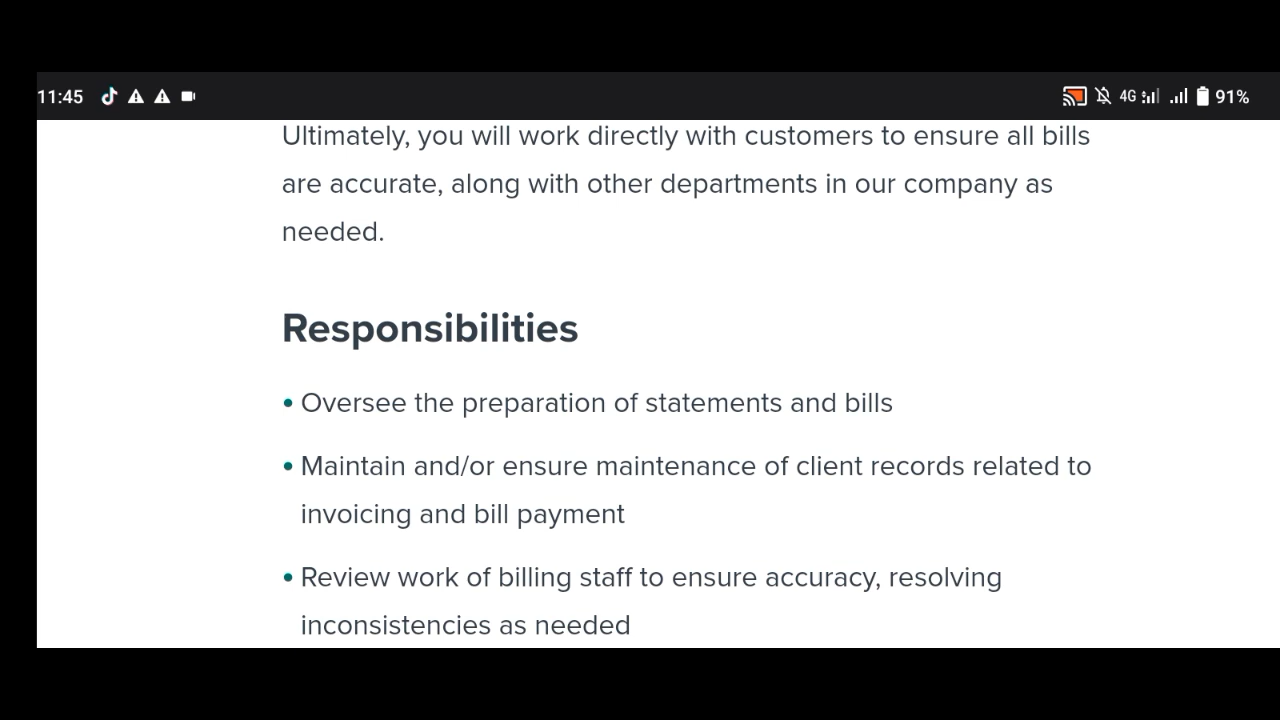 11:45 4G 91%
Ultimately, you will work directly with customers to ensure all bills
are accurate, along with other departments in our company as
needed.
Responsibilities
• Oversee the preparation of statements and bills
• Maintain and/or ensure maintenance of client records related to
invoicing and bill payment
• Review work of billing staff to ensure accuracy, resolving
inconsistencies as needed